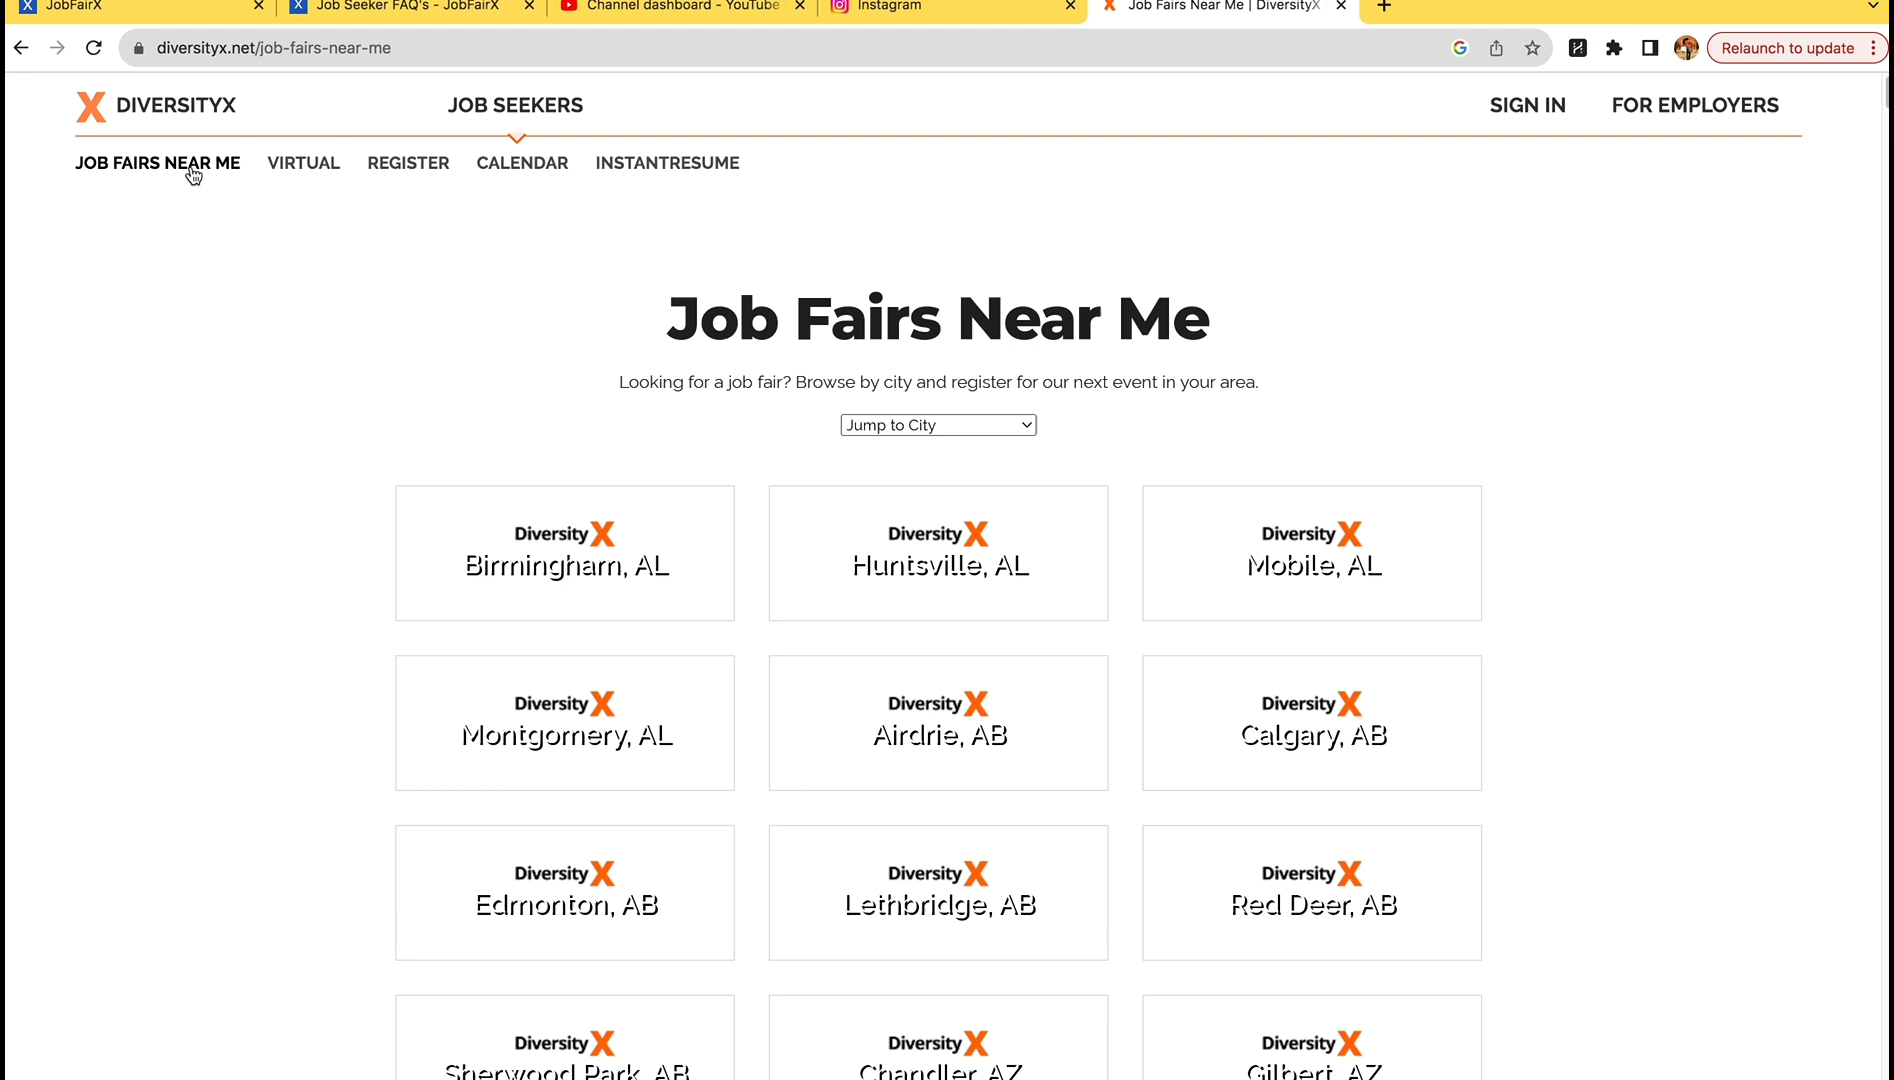 JobFairX
Job Seeker FAQ's - JobFairX
Channel dashboard - YouTube
Instagram
Job Fairs Near Me | DiversityX
diversityx.net/job-fairs-near-me
Relaunch to update
DIVERSITYX
JOB SEEKERS
SIGN IN
FOR EMPLOYERS
JOB FAIRS NEAR ME
VIRTUAL
REGISTER
CALENDAR
INSTANTRESUME
Job Fairs Near Me
Looking for a job fair? Browse by city and register for our next event in your area.
Jump to City
DiversityX
Birmingham, AL
DiversityX
Huntsville, AL
DiversityX
Mobile, AL
DiversityX
Montgomery, AL
DiversityX
Airdrie, AB
DiversityX
Calgary, AB
DiversityX
Edmonton, AB
DiversityX
Lethbridge, AB
DiversityX
Red Deer, AB
DiversityX
Sherwood Park, AB
DiversityX
Chandler, AZ
DiversityX
Gilbert, AZ